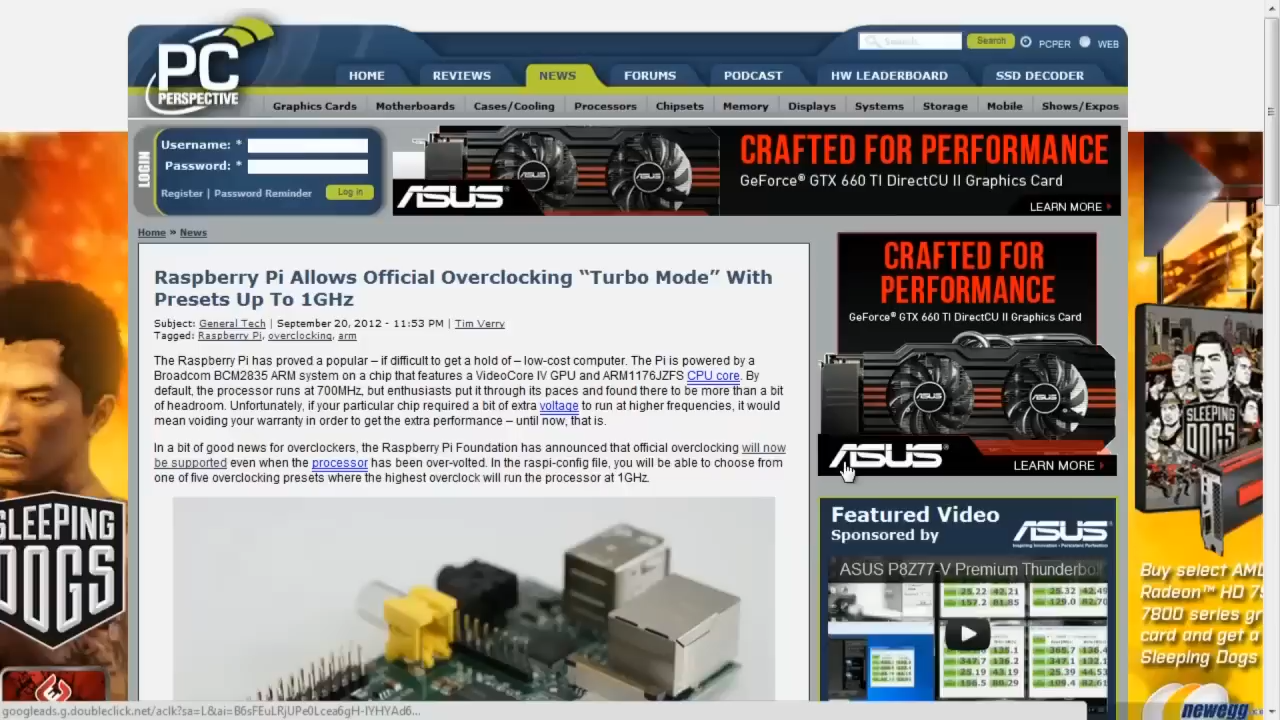 PC
PERSPECTIVE
Search
Search
PCPER
WEB
HOME
REVIEWS
NEWS
FORUMS
PODCAST
HW LEADERBOARD
SSD DECODER
Graphics Cards
Motherboards
Cases/Cooling
Processors
Chipsets
Memory
Displays
Systems
Storage
Mobile
Shows/Expos
LOGIN
Username: *
Password: *
Register | Password Reminder
Log in
ASUS
CRAFTED FOR PERFORMANCE
GeForce® GTX 660 TI DirectCU II Graphics Card
LEARN MORE
Home » News
Raspberry Pi Allows Official Overclocking “Turbo Mode” With
Presets Up To 1GHz
Subject: General Tech | September 20, 2012 - 11:53 PM | Tim Verry
Tagged: Raspberry Pi, overclocking, arm
The Raspberry Pi has proved a popular – if difficult to get a hold of – low-cost computer. The Pi is powered by a
Broadcom BCM2835 ARM system on a chip that features a VideoCore IV GPU and ARM1176JZFS CPU core. By
default, the processor runs at 700MHz, but enthusiasts put it through its paces and found there to be more than a bit
of headroom. Unfortunately, if your particular chip required a bit of extra voltage to run at higher frequencies, it would
mean voiding your warranty in order to get the extra performance – until now, that is.
In a bit of good news for overclockers, the Raspberry Pi Foundation has announced that official overclocking will now
be supported even when the processor has been over-volted. In the raspi-config file, you will be able to choose from
one of five overclocking presets where the highest overclock will run the processor at 1GHz.
CRAFTED FOR
PERFORMANCE
GeForce® GTX 660 TI DirectCU II Graphics Card
ASUS
ASUS
ASUS
LEARN MORE
Featured Video
Sponsored by
ASUS
ASUS P8Z77-V Premium Thunderbol
SLEEPING
DOGS
SLEEPING
DOGS
Buy select AMD
Radeon™ HD 7
7800 series gr
card and get a
Sleeping Dogs
newegg
googleads.g.doubleclick.net/aclk?sa=L&ai=B6sFEuLRjUPe0Lcea6gH-IYHYAd6...